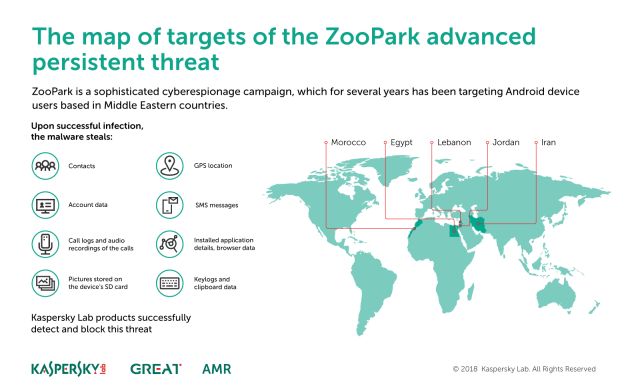 The map of targets of the ZooPark advanced
persistent threat
ZooPark is a sophisticated cyberespionage campaign, which for several years has been targeting Android device
users based in Middle Eastern countries.
Upon successful infection,
the malware steals:
Contacts
GPS location
Account data
SMS messages
Call logs and audio
recordings of the calls
Installed application
details, browser data
Pictures stored on
the device's SD card
Keylogs and
clipboard data
Morocco
Egypt
Lebanon
Jordan
Iran
Kaspersky Lab products successfully
detect and block this threat
KASPERSKY lab
GREAT
AMR
© 2018 Kaspersky Lab. All Rights Reserved